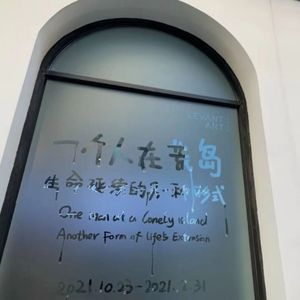 LEVANT
ART
一个人在荒岛
生命延续的另一种形式
One man at a Lonely Island
Another Form of life's Extension
2021.10.23-2021.12.31